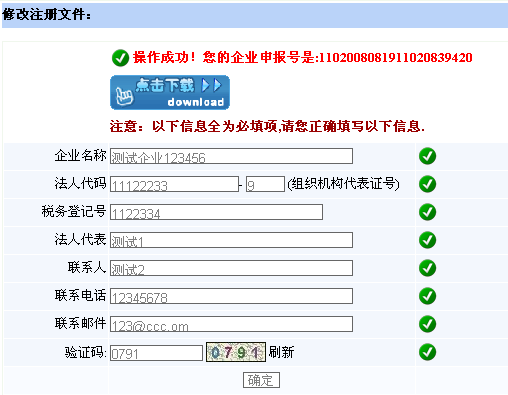 修改注册文件：
操作成功！您的企业申报号是:1102008081911020839420
点击下载
download
注意：以下信息全为必填项,请您正确填写以下信息.
企业名称 测试企业123456
法人代码 11122233 - 9 (组织机构代表证号)
税务登记号 1122334
法人代表 测试1
联系人 测试2
联系电话 12345678
联系邮件 123@ccc.om
验证码: 0791 0791 刷新
确定